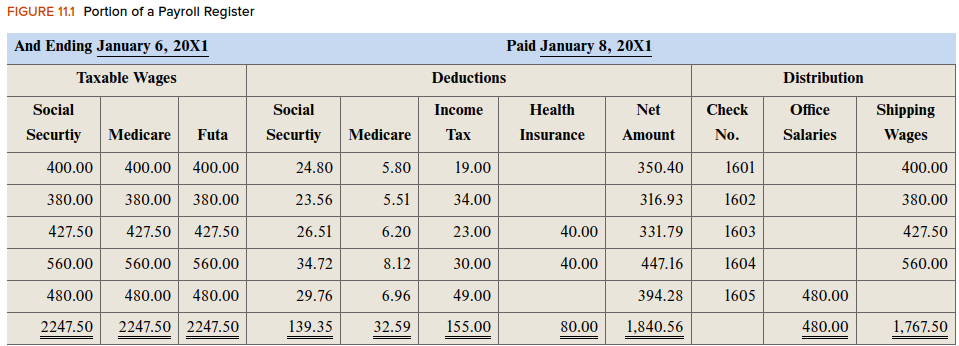 FIGURE 11.1 Portion of a Payroll Register
And Ending January 6, 20X1 Paid January 8, 20X1
Taxable Wages Deductions Distribution
Social Social Income Health Net Check Office Shipping
Securtiy Medicare Futa Securtiy Medicare Tax Insurance Amount No. Salaries Wages
400.00 400.00 400.00 24.80 5.80 19.00 350.40 1601 400.00
380.00 380.00 380.00 23.56 5.51 34.00 316.93 1602 380.00
427.50 427.50 427.50 26.51 6.20 23.00 40.00 331.79 1603 427.50
560.00 560.00 560.00 34.72 8.12 30.00 40.00 447.16 1604 560.00
480.00 480.00 480.00 29.76 6.96 49.00 394.28 1605 480.00
2247.50 2247.50 2247.50 139.35 32.59 155.00 80.00 1,840.56 480.00 1,767.50